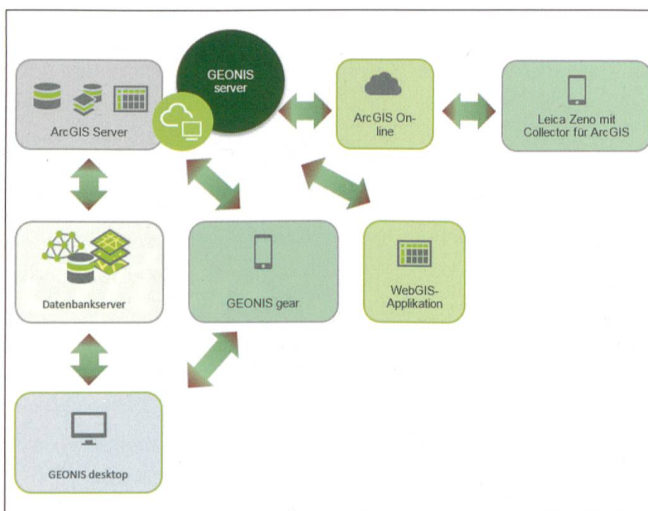 GEONIS
server
ArcGIS Server
ArcGIS On-
line
Leica Zeno mit
Collector für ArcGIS
Datenbankserver
GEONIS gear
WebGIS-
Applikation
GEONIS desktop